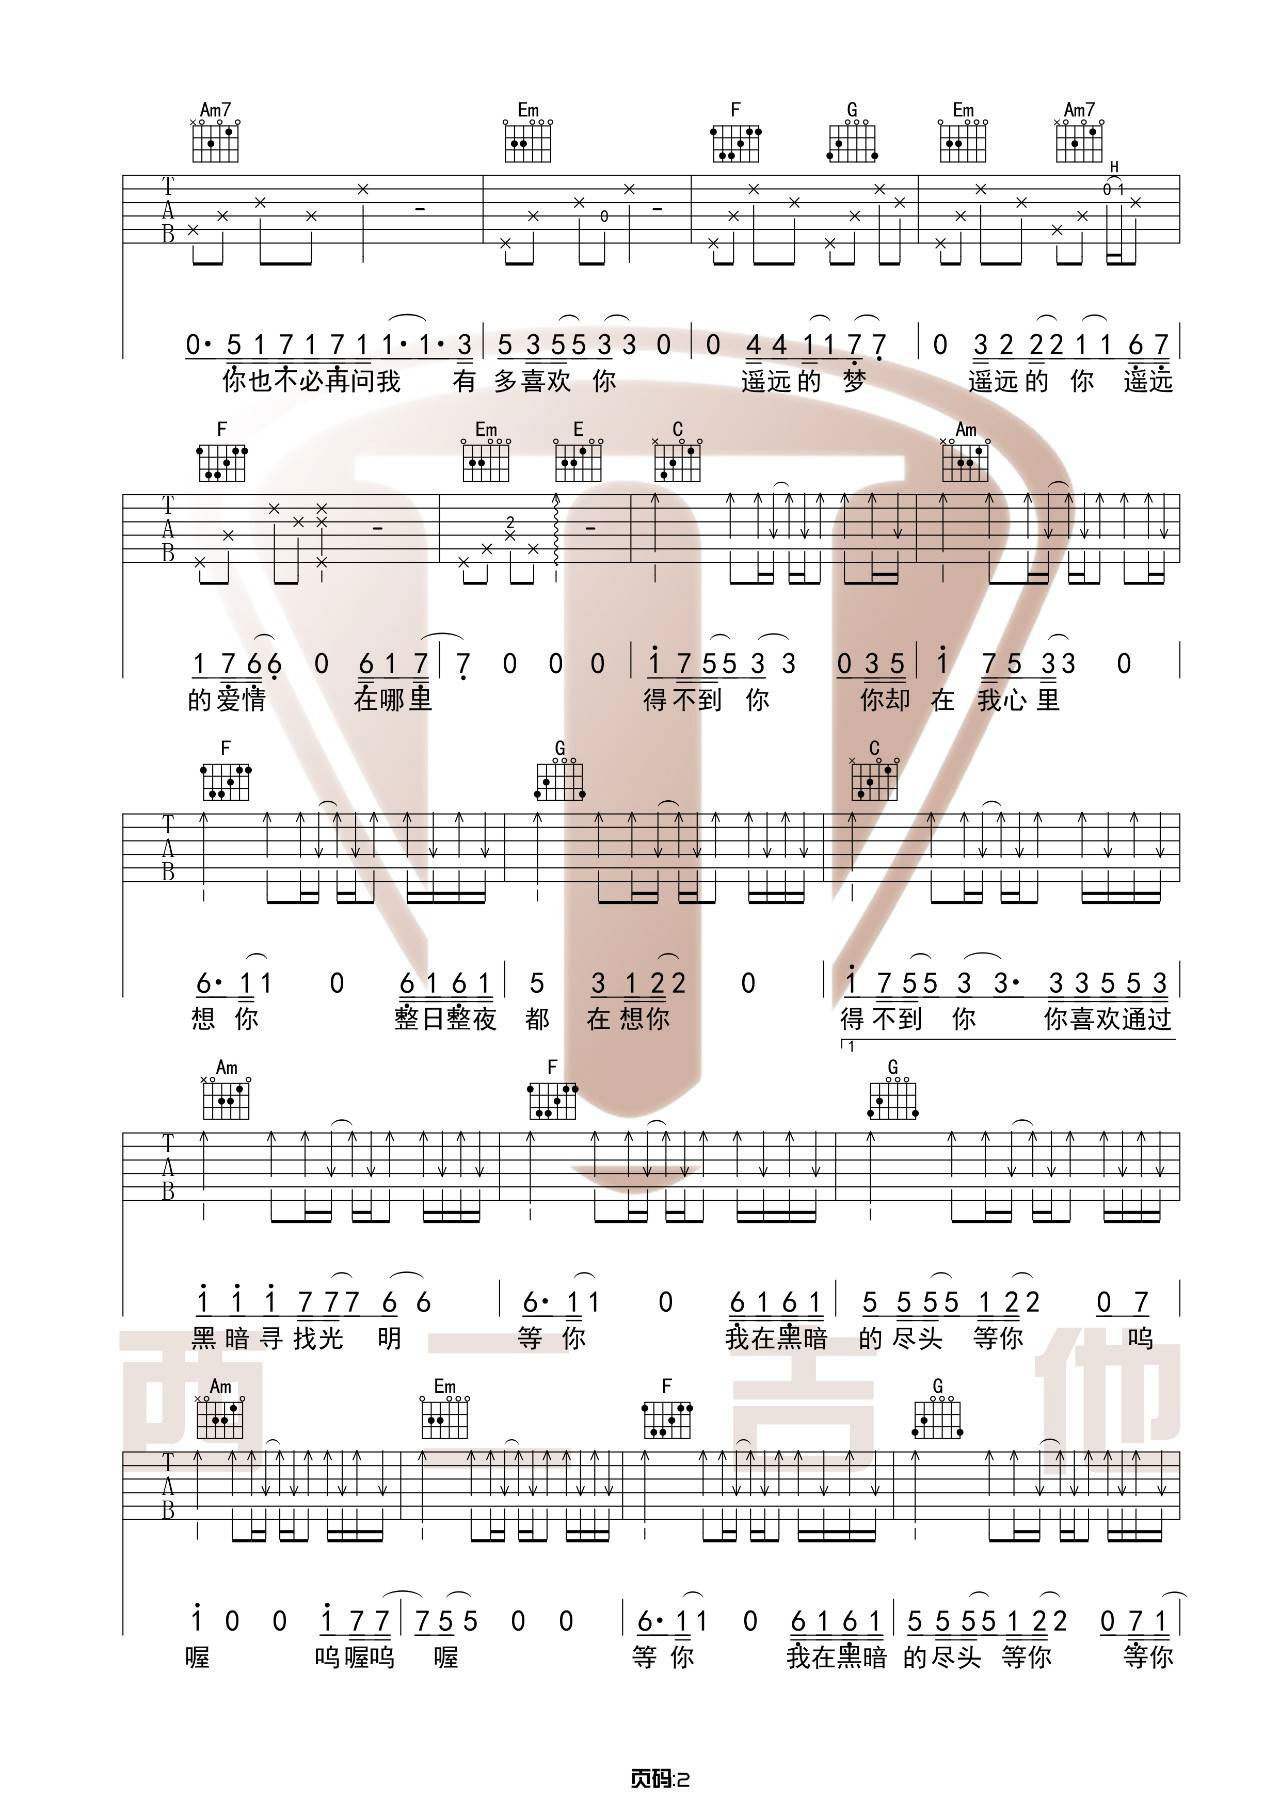 Am7 Em F G Em Am7
H
0 1
0
T A B
0· 5 1 7 1 7 1 1· 1· 3 5 3 5 5 3 3 0 0 4 4 1 1 7 7 0 3 2 2 2 1 1 6 7
你也不必再问我 有 多喜欢 你 遥远的 梦 遥远的 你 遥远
F Em E C Am
2
T A B
1 7 6 6 0 6 1 7 7 0 0 0 1 7 5 5 3 3 0 3 5 1 7 5 3 3 0
的爱情 在哪里 得不到 你 你却 在 我心 里
F G C
T A B
6· 1 1 0 6 1 6 1 5 3 1 2 2 0 1 7 5 5 3 3· 3 3 5 5 3
想 你 整日整夜 都 在想你 得不到 你 你喜欢通过
1
Am F G
T A B
1 1 1 7 7 7 6 6 6· 1 1 0 6 1 6 1 5 5 5 5 1 2 2 0 7
黑暗寻找光 明 等 你 我在黑暗 的尽头 等你 呜
Am Em F G
T A B
1 0 0 1 7 7 7 5 5 0 0 6· 1 1 0 6 1 6 1 5 5 5 5 1 2 2 0 7 1
喔 呜喔呜 喔 等 你 我在黑暗 的尽头 等你 等你
西二吉他
页码:2